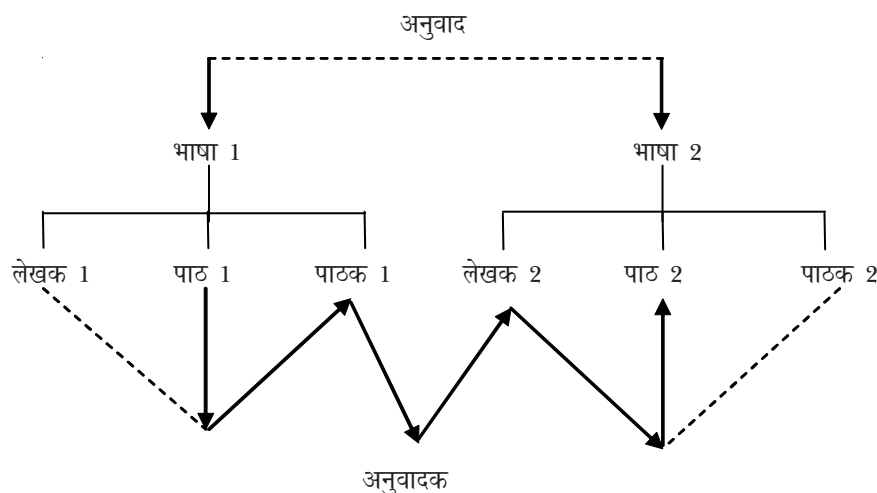 अनुवाद
भाषा 1 भाषा 2
लेखक 1 पाठ 1 पाठक 1 लेखक 2 पाठ 2 पाठक 2
अनुवादक